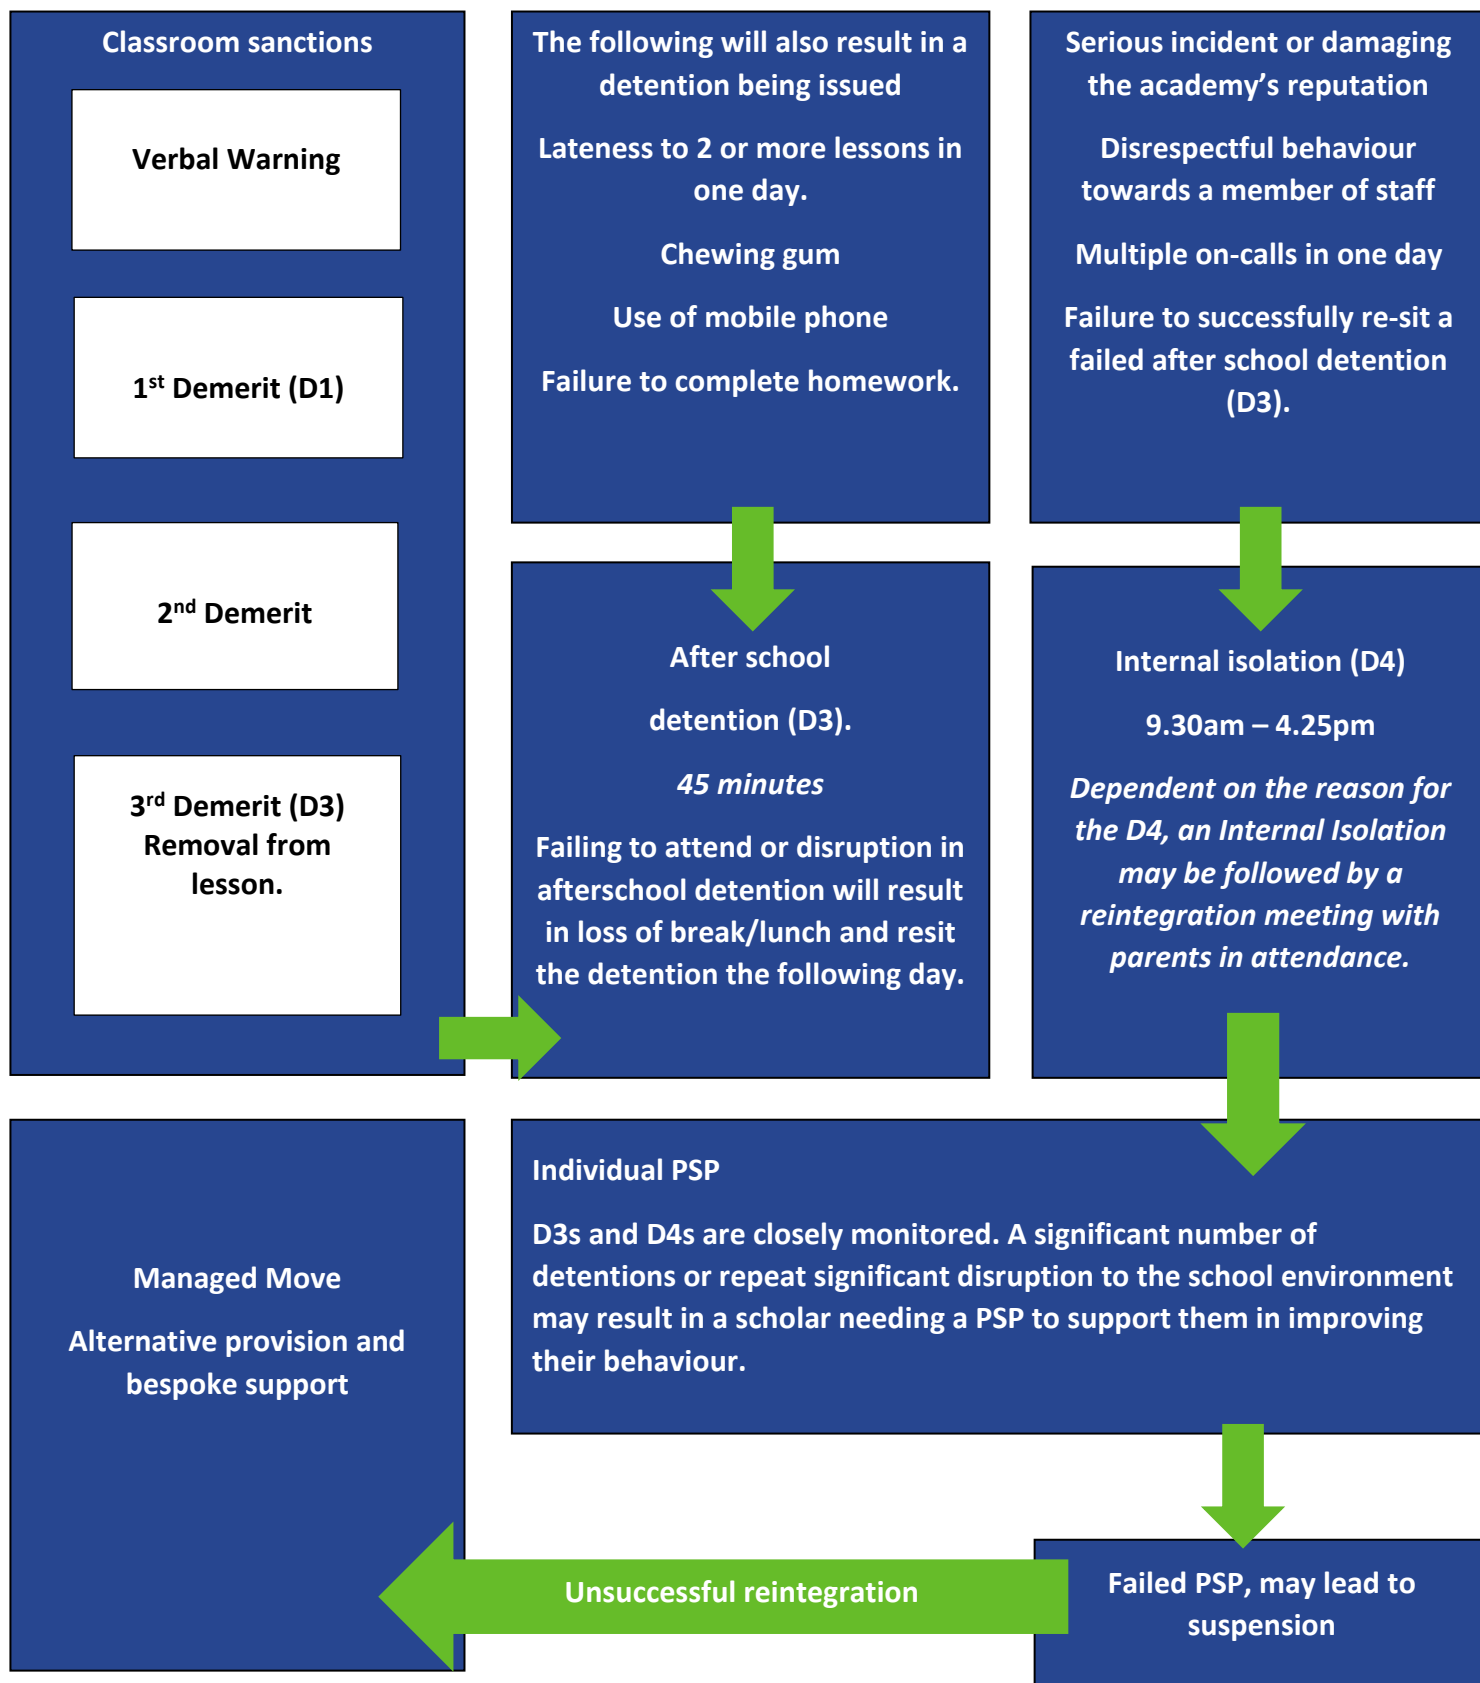 Classroom sanctions
Verbal Warning
1st Demerit (D1)
2nd Demerit
3rd Demerit (D3)
Removal from
lesson.
The following will also result in a
detention being issued
Lateness to 2 or more lessons in
one day.
Chewing gum
Use of mobile phone
Failure to complete homework.
Serious incident or damaging
the academy’s reputation
Disrespectful behaviour
towards a member of staff
Multiple on-calls in one day
Failure to successfully re-sit a
failed after school detention
(D3).
After school
detention (D3).
45 minutes
Failing to attend or disruption in
afterschool detention will result
in loss of break/lunch and resit
the detention the following day.
Internal isolation (D4)
9.30am – 4.25pm
Dependent on the reason for
the D4, an Internal Isolation
may be followed by a
reintegration meeting with
parents in attendance.
Managed Move
Alternative provision and
bespoke support
Individual PSP
D3s and D4s are closely monitored. A significant number of
detentions or repeat significant disruption to the school environment
may result in a scholar needing a PSP to support them in improving
their behaviour.
Unsuccessful reintegration
Failed PSP, may lead to
suspension